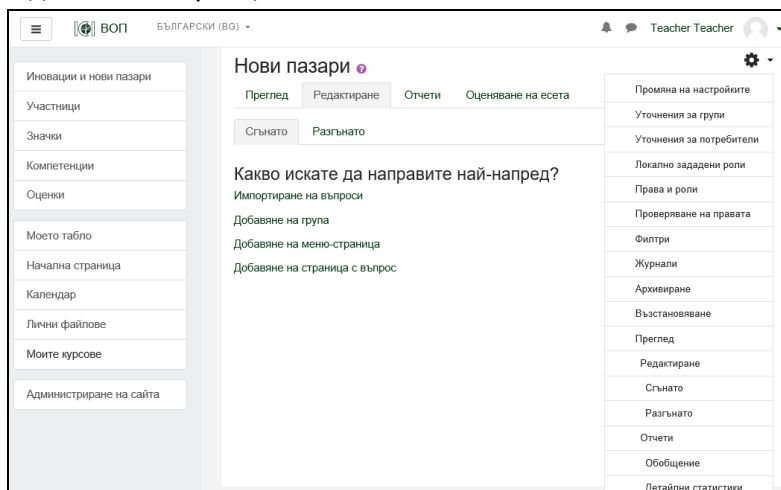 ВОП
БЪЛГАРСКИ (BG)
Teacher Teacher
Иновации и нови пазари
Участници
Значки
Компетенции
Оценки
Моето табло
Начална страница
Календар
Лични файлове
Моите курсове
Администриране на сайта
Нови пазари
Преглед Редактиране Отчети Оценяване на есета
Сгънато Разгънато
Какво искате да направите най-напред?
Импортиране на въпроси
Добавяне на група
Добавяне на меню-страница
Добавяне на страница с въпрос
Промяна на настройките
Уточнения за групи
Уточнения за потребители
Локално зададени роли
Права и роли
Проверяване на правата
Филтри
Журнали
Архивиране
Възстановяване
Преглед
Редактиране
Сгънато
Разгънато
Отчети
Обобщение
Детайлни статистики